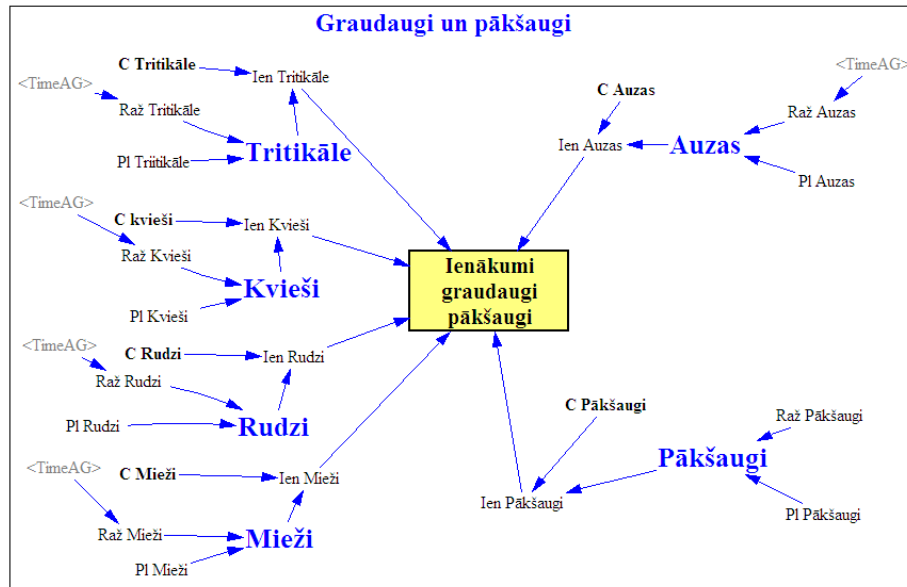 Graudaugi un pākšaugi
C Tritikāle
Ien Tritikāle
<TimeAG>
Raž Tritikāle
Pl Triitikāle
Tritikāle
C Auzas
<TimeAG>
Raž Auzas
Ien Auzas
Auzas
Pl Auzas
<TimeAG>
C kvieši
Ien Kvieši
Raž Kvieši
Kvieši
Pl Kvieši
Ienākumi
graudaugi
pākšaugi
<TimeAG>
C Rudzi
Ien Rudzi
Raž Rudzi
Pl Rudzi
Rudzi
<TimeAG>
C Mieži
Ien Mieži
Raž Mieži
Mieži
Pl Mieži
C Pākšaugi
Raž Pākšaugi
Pākšaugi
Ien Pākšaugi
Pl Pākšaugi